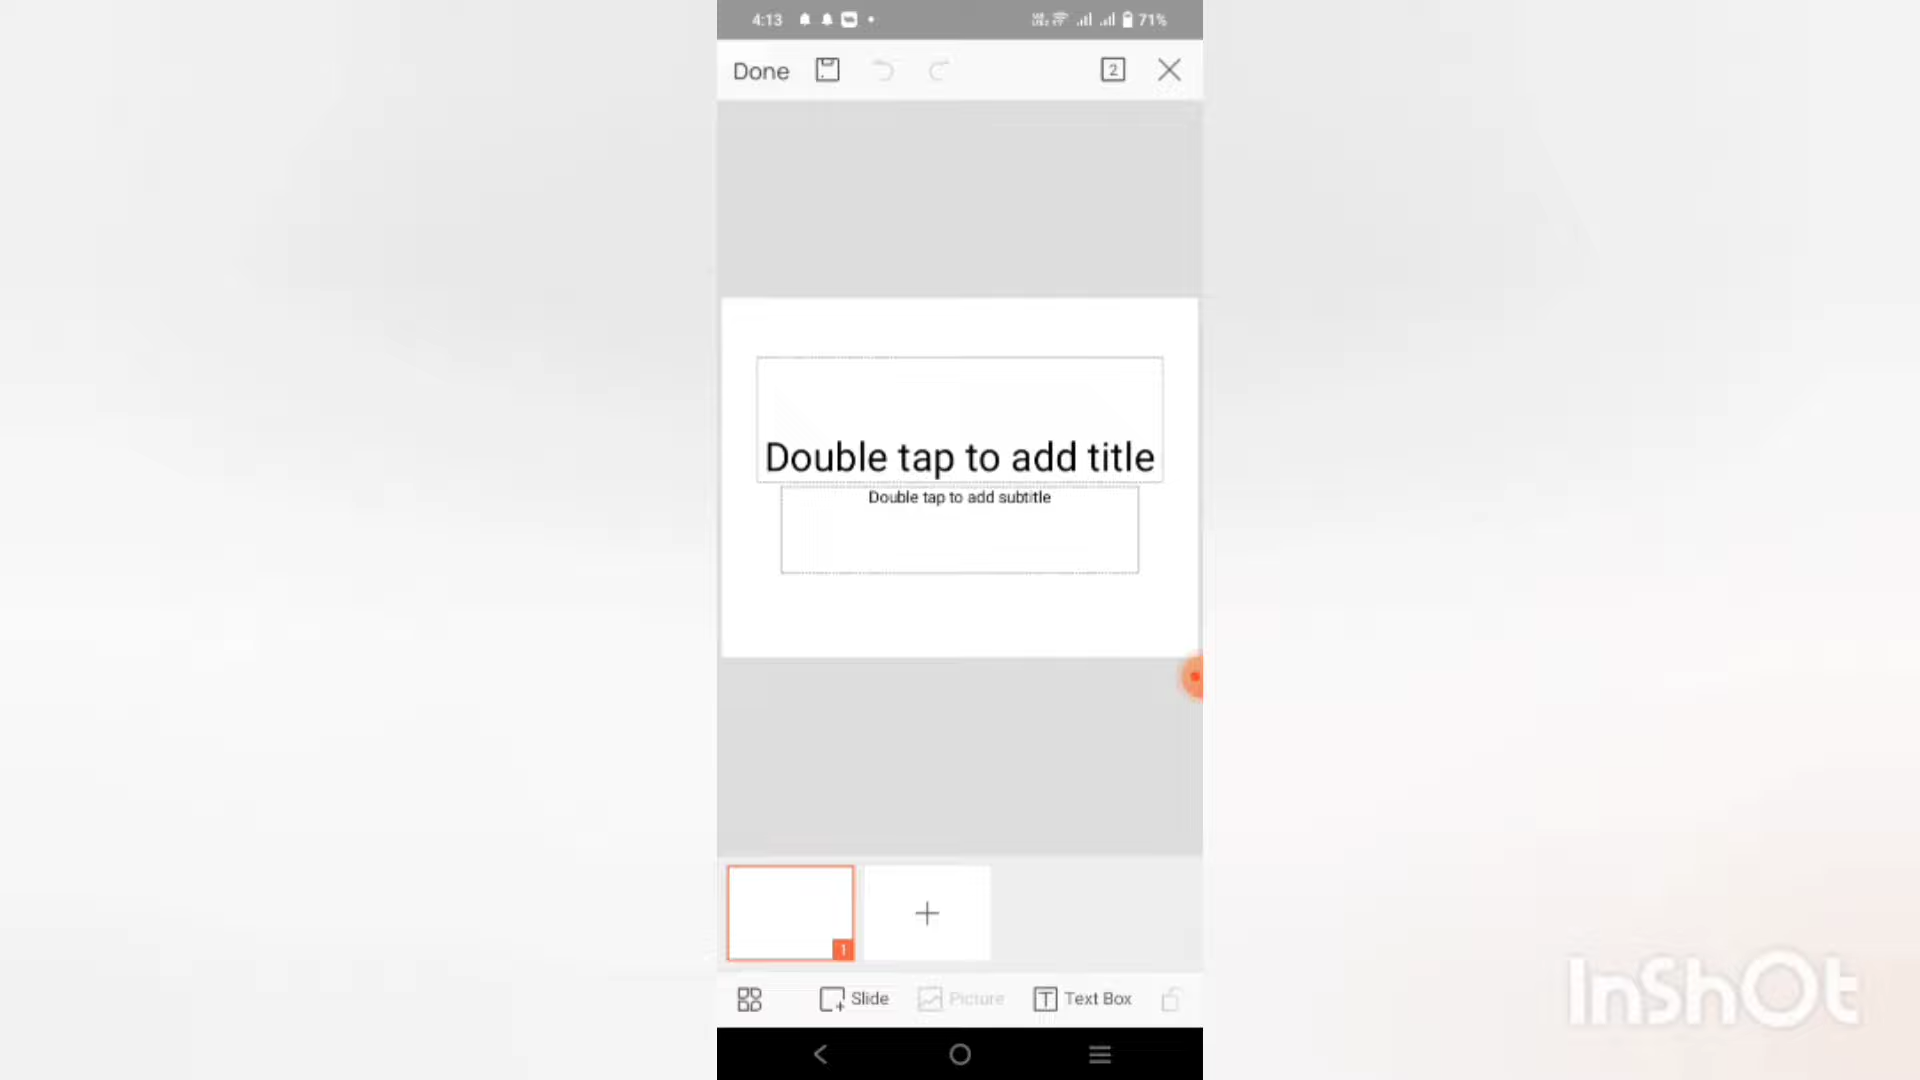 4:13 71%
Done 2
Double tap to add title
Double tap to add subtitle
1
Slide Picture Text Box
InShOt